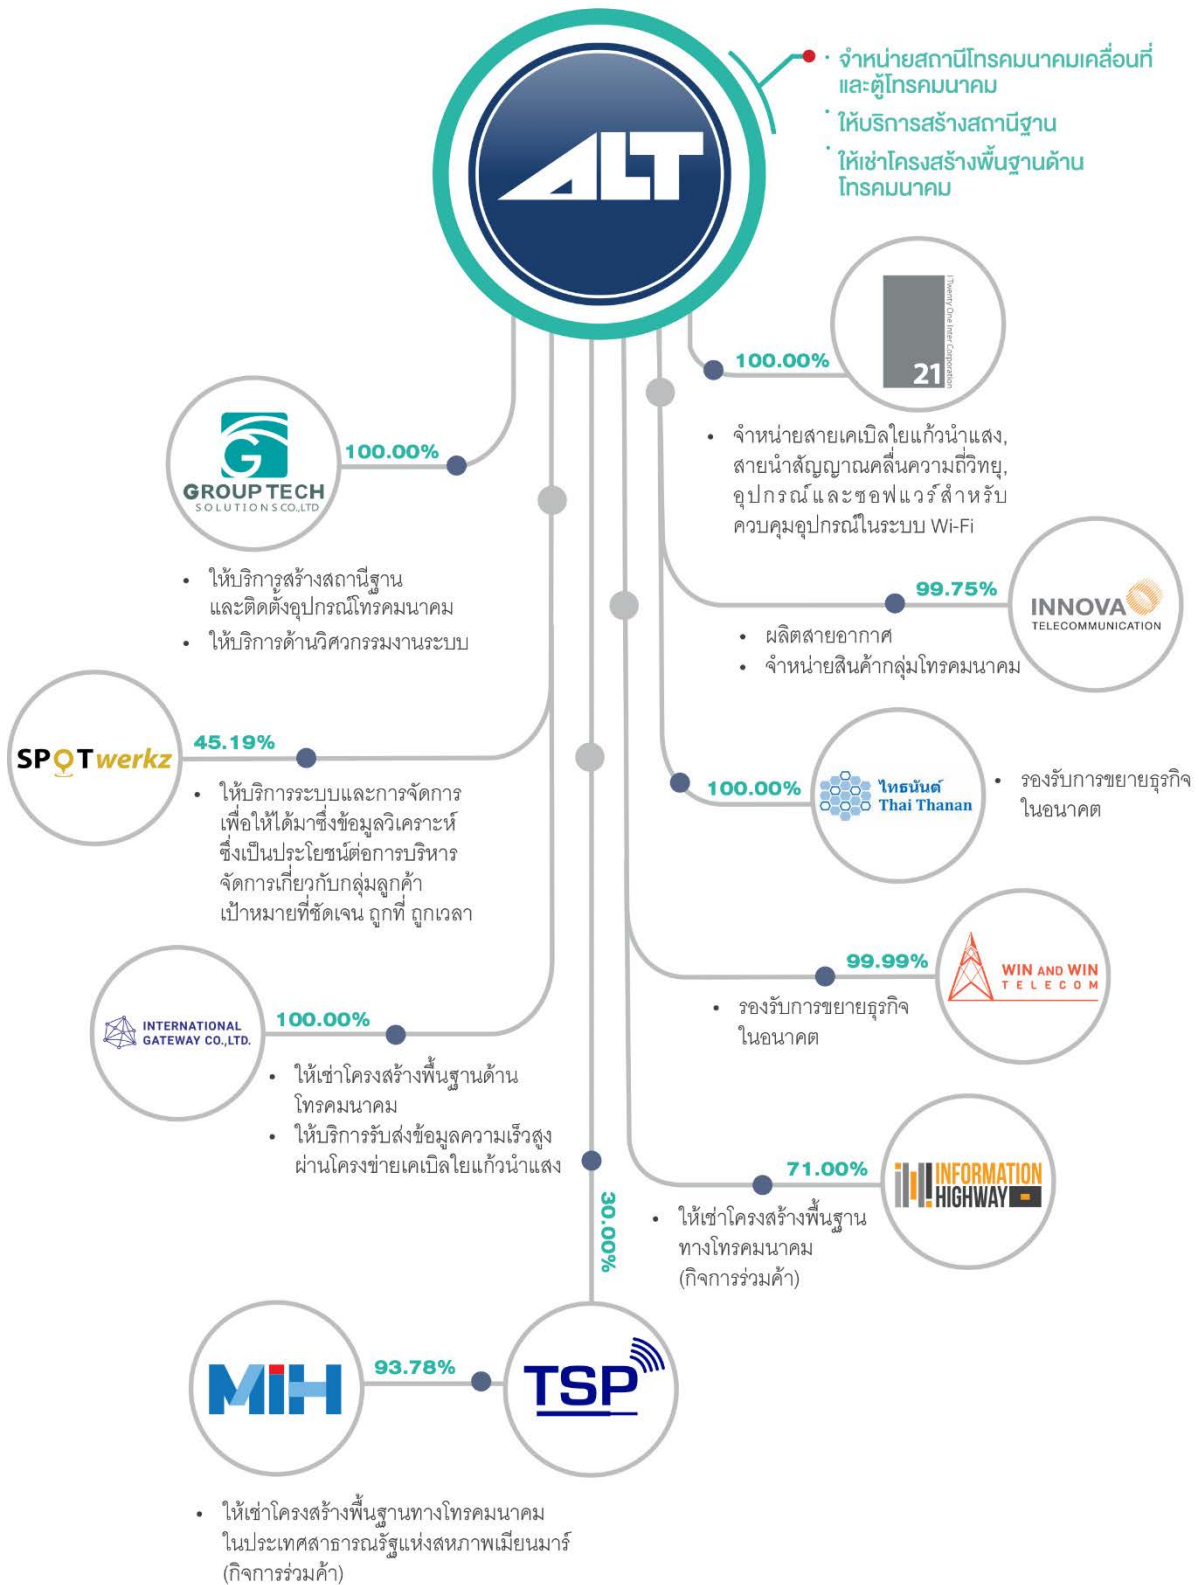 ALT
• จำหน่ายสถานีโทรคมนาคมเคลื่อนที่
และตู้โทรคมนาคม
• ให้บริการสร้างสถานีฐาน
• ให้เช่าโครงสร้างพื้นฐานด้าน
โทรคมนาคม
21
I Twenty One Inter Corporation
100.00%
• จำหน่ายสายเคเบิลใยแก้วนำแสง,
สายนำสัญญาณคลื่นความถี่วิทยุ,
อุปกรณ์และซอฟแวร์สำหรับ
ควบคุมอุปกรณ์ในระบบ Wi-Fi
G
GROUP TECH
SOLUTIONS CO.,LTD
100.00%
• ให้บริการสร้างสถานีฐาน
และติดตั้งอุปกรณ์โทรคมนาคม
• ให้บริการด้านวิศวกรรมงานระบบ
99.75%
INNOVA
TELECOMMUNICATION
• ผลิตสายอากาศ
• จำหน่ายสินค้ากลุ่มโทรคมนาคม
SPOTwerkz
45.19%
• ให้บริการระบบและการจัดการ
เพื่อให้ได้มาซึ่งข้อมูลวิเคราะห์
ซึ่งเป็นประโยชน์ต่อการบริหาร
จัดการเกี่ยวกับกลุ่มลูกค้า
เป้าหมายที่ชัดเจน ถูกที่ ถูกเวลา
100.00%
ไทธนันต์
Thai Thanan
• รองรับการขยายธุรกิจ
ในอนาคต
99.99%
WIN AND WIN
TELECOM
• รองรับการขยายธุรกิจ
ในอนาคต
INTERNATIONAL
GATEWAY CO.,LTD.
100.00%
• ให้เช่าโครงสร้างพื้นฐานด้าน
โทรคมนาคม
• ให้บริการรับส่งข้อมูลความเร็วสูง
ผ่านโครงข่ายเคเบิลใยแก้วนำแสง
71.00%
INFORMATION
HIGHWAY
• ให้เช่าโครงสร้างพื้นฐาน
ทางโทรคมนาคม
(กิจการร่วมค้า)
30.00%
MiH
93.78%
TSP
• ให้เช่าโครงสร้างพื้นฐานทางโทรคมนาคม
ในประเทศสาธารณรัฐแห่งสหภาพเมียนมาร์
(กิจการร่วมค้า)